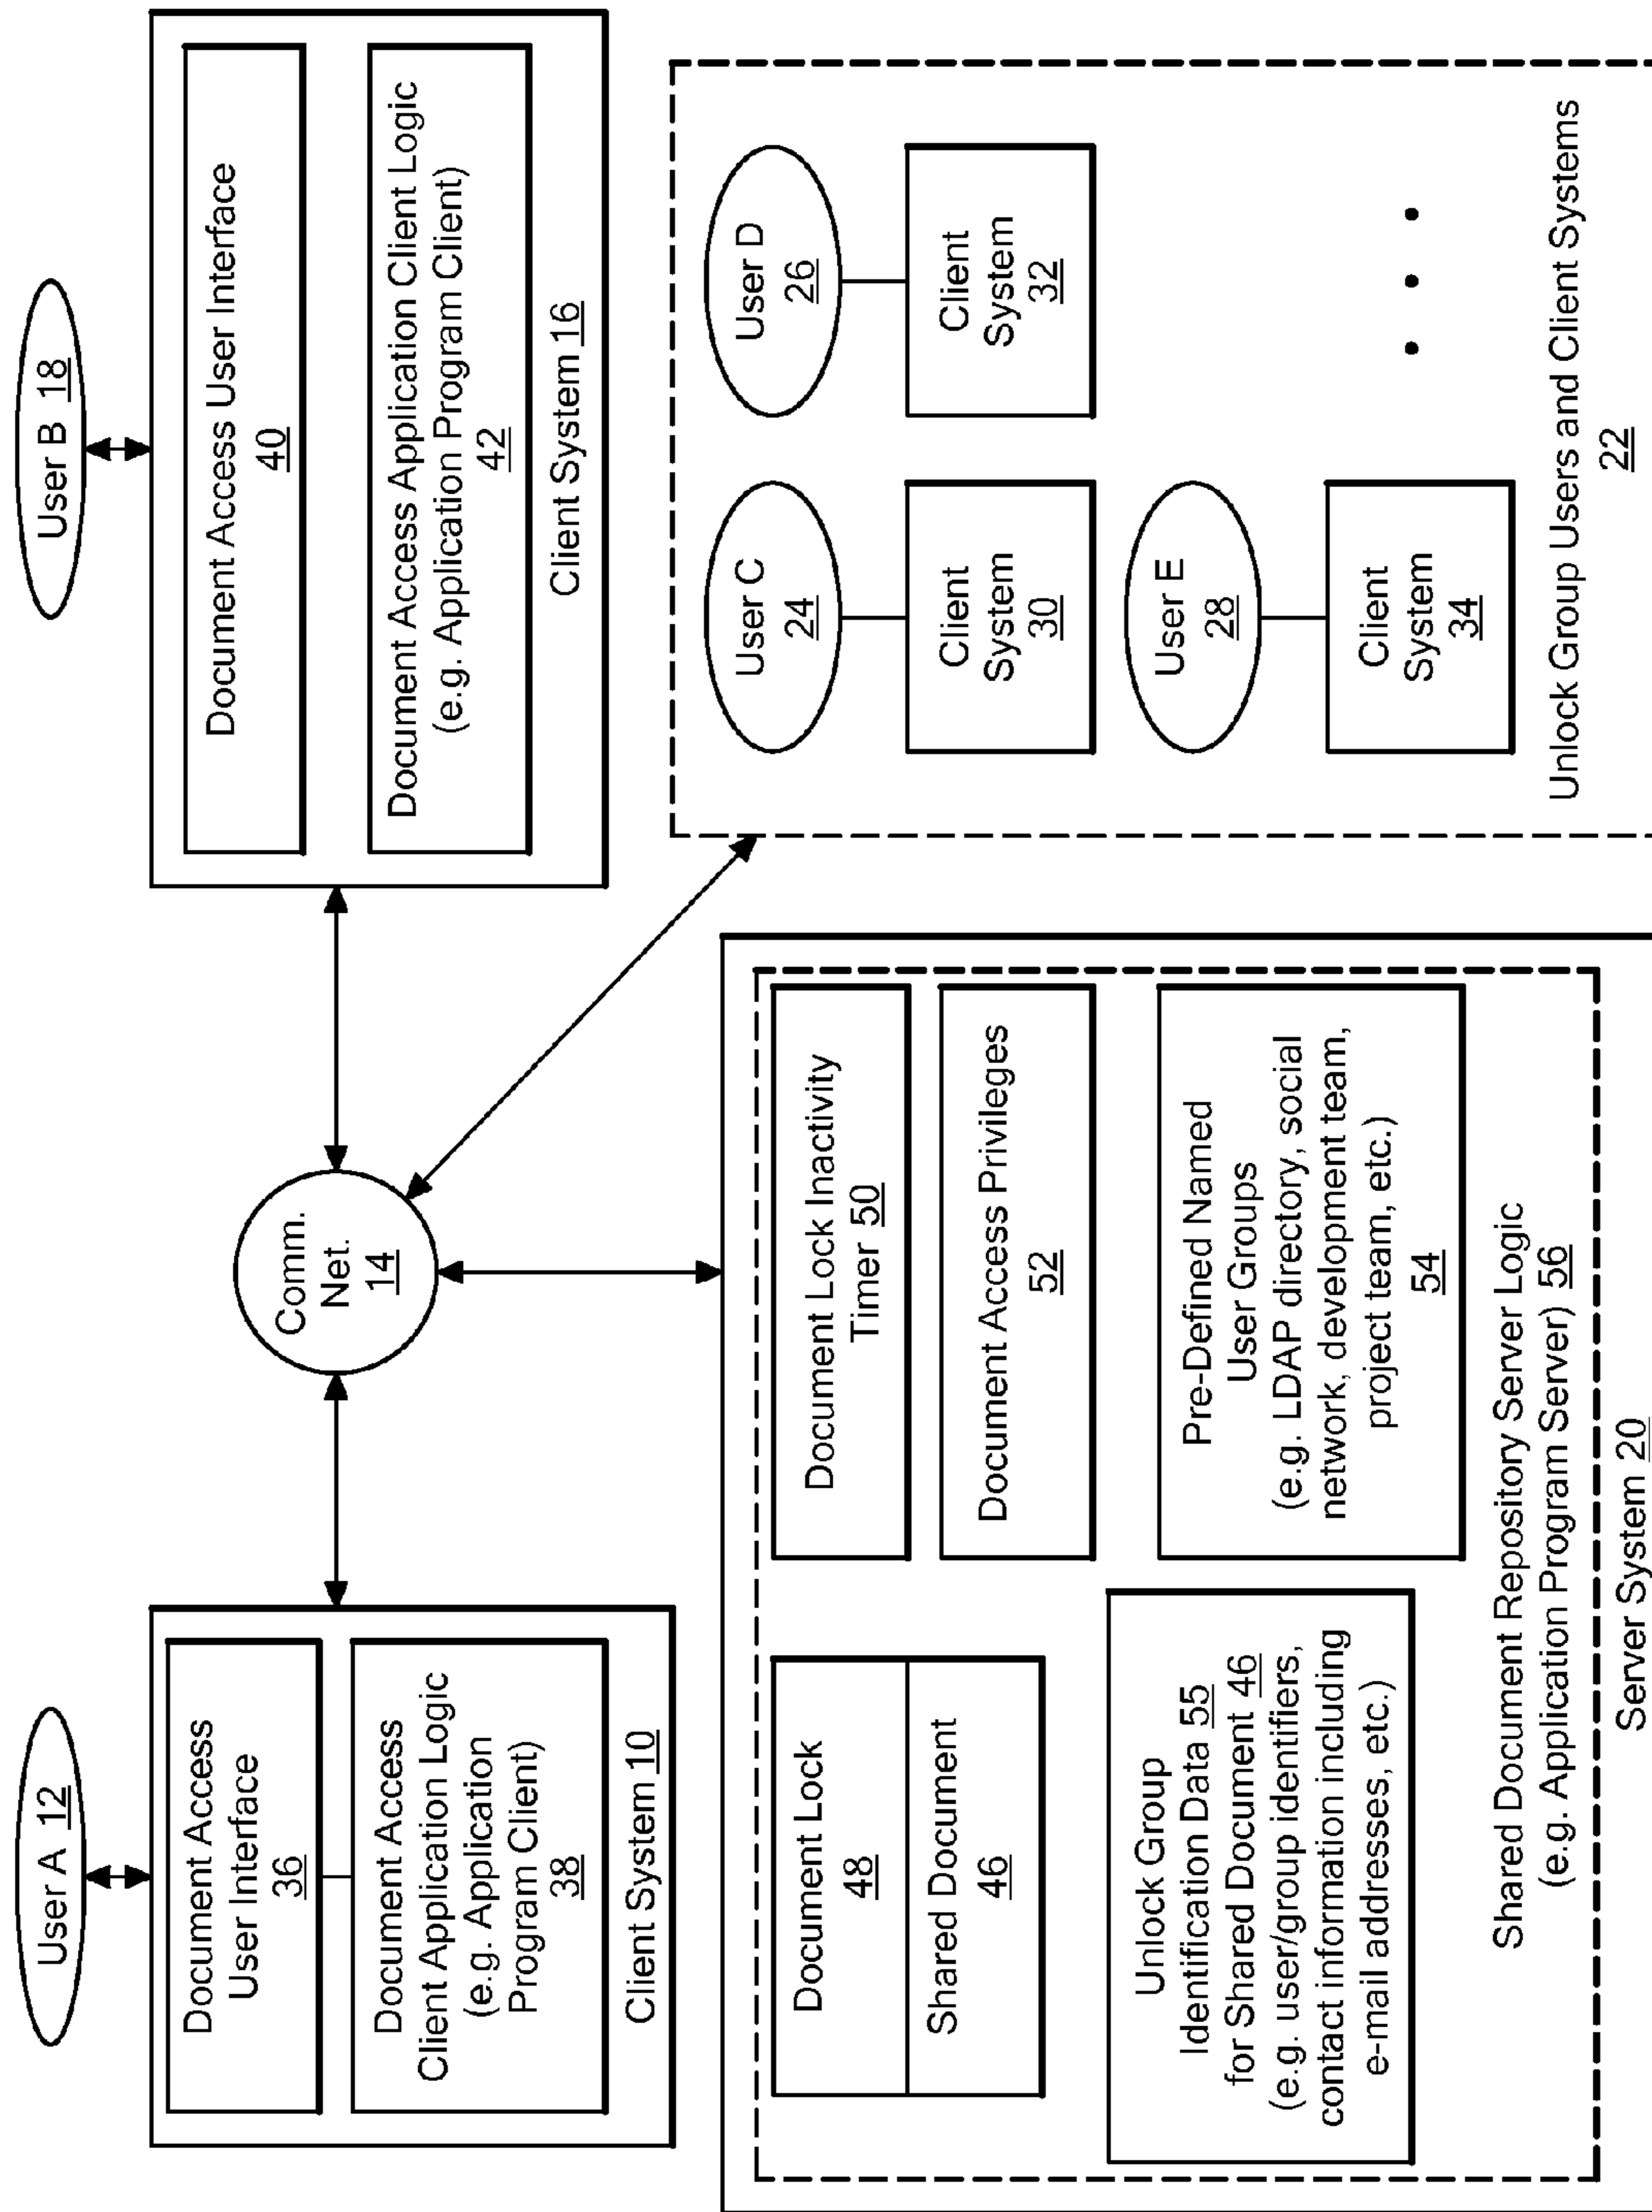 User A 12
Document Access
User Interface
36
Document Access
Client Application Logic
(e.g. Application
Program Client)
38
Client System 10
Comm.
Net.
14
User B 18
Document Access User Interface
40
Document Access Application Client Logic
(e.g. Application Program Client)
42
Client System 16
Document Lock
48
Shared Document
46
Document Lock Inactivity
Timer 50
Document Access Privileges
52
Unlock Group
Identification Data 55
for Shared Document 46
(e.g. user/group identifiers,
contact information including
e-mail addresses, etc.)
Pre-Defined Named
User Groups
(e.g. LDAP directory, social
network, development team,
project team, etc.)
54
Shared Document Repository Server Logic
(e.g. Application Program Server) 56
Server System 20
User C
24
Client
System
30
User D
26
Client
System
32
User E
28
Client
System
34
• • •
Unlock Group Users and Client Systems
22